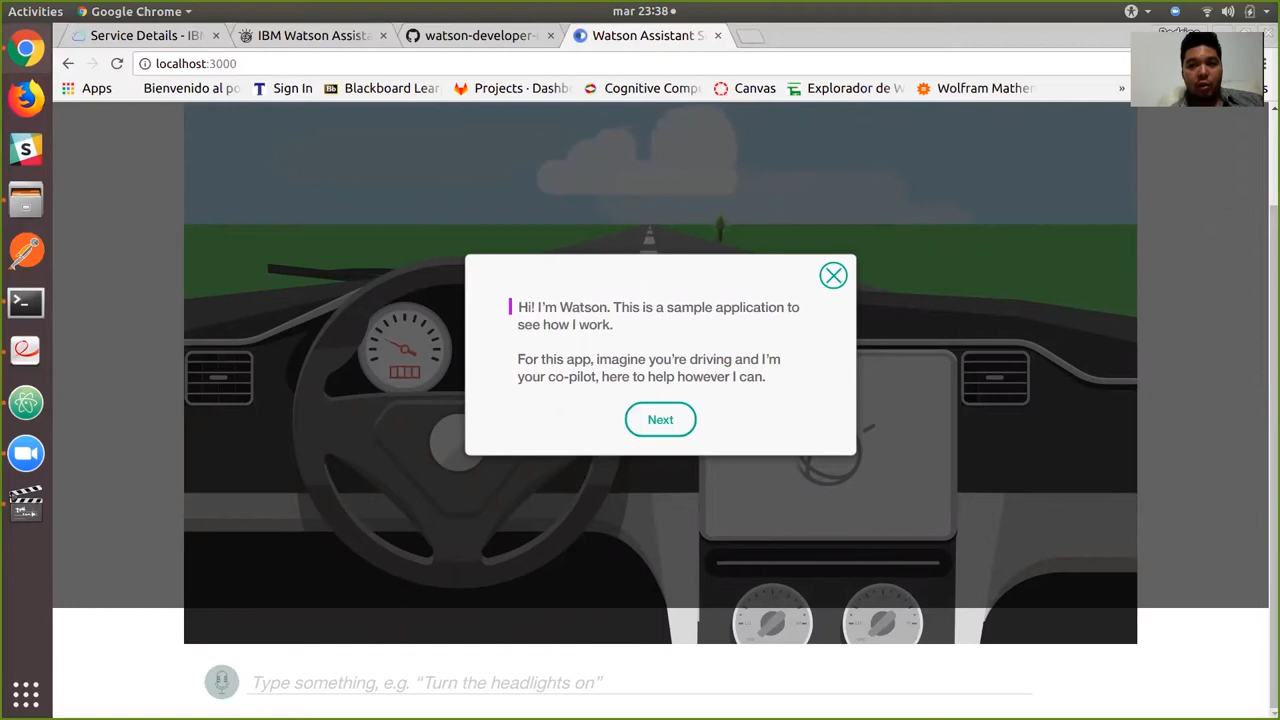 Activities
Google Chrome
mar 23:38
Service Details - IBM
IBM Watson Assista
watson-developer-
Watson Assistant S
localhost:3000
Apps
Bienvenido al po
T Sign In
Bb Blackboard Lear
Projects · Dashb
Cognitive Comp
Canvas
Explorador de W
Wolfram Mathe
»
Hi! I'm Watson. This is a sample application to
see how I work.
For this app, imagine you're driving and I'm
your co-pilot, here to help however I can.
Next
Type something, e.g. “Turn the headlights on”